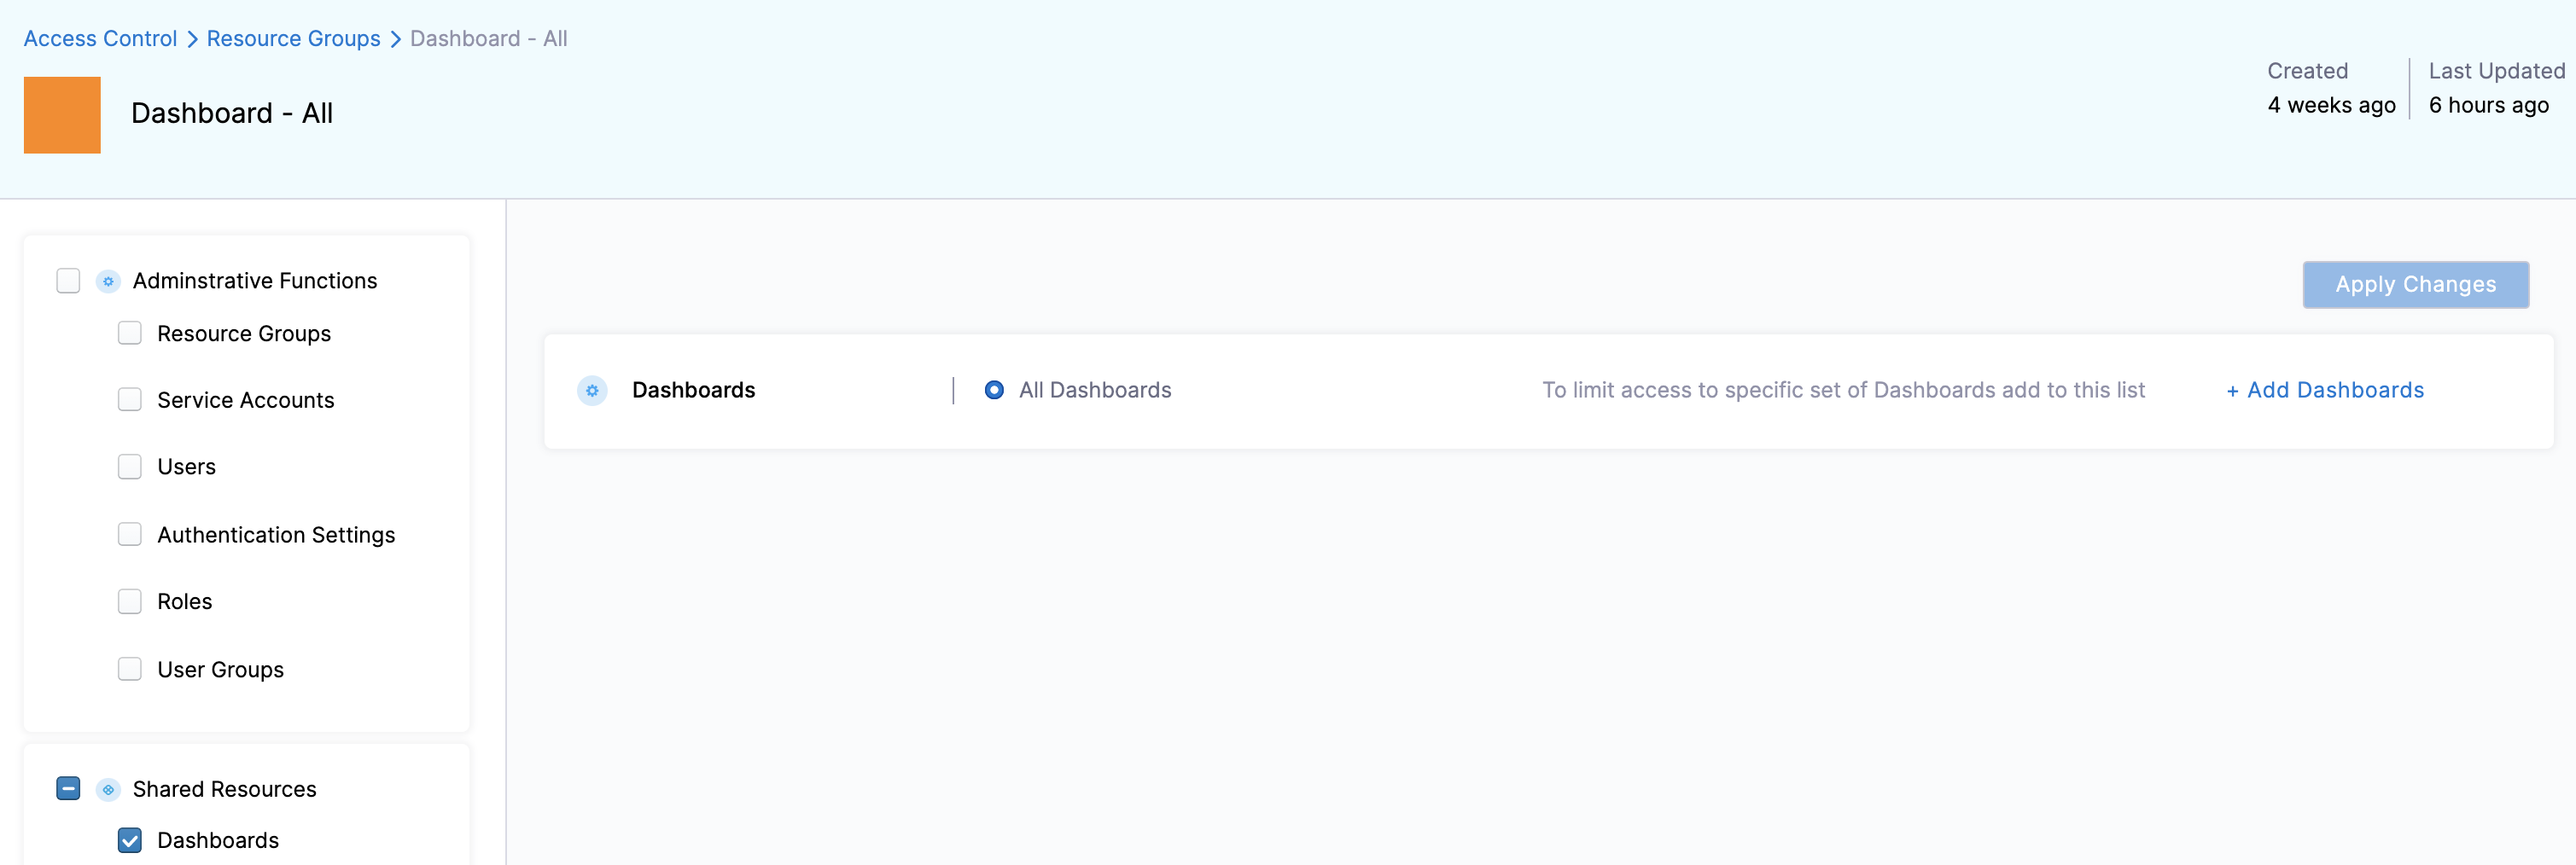 Access Control > Resource Groups > Dashboard - All
Dashboard - All
Created
4 weeks ago
Last Updated
6 hours ago
Adminstrative Functions
Resource Groups
Service Accounts
Users
Authentication Settings
Roles
User Groups
Shared Resources
Dashboards
Apply Changes
Dashboards | All Dashboards To limit access to specific set of Dashboards add to this list + Add Dashboards